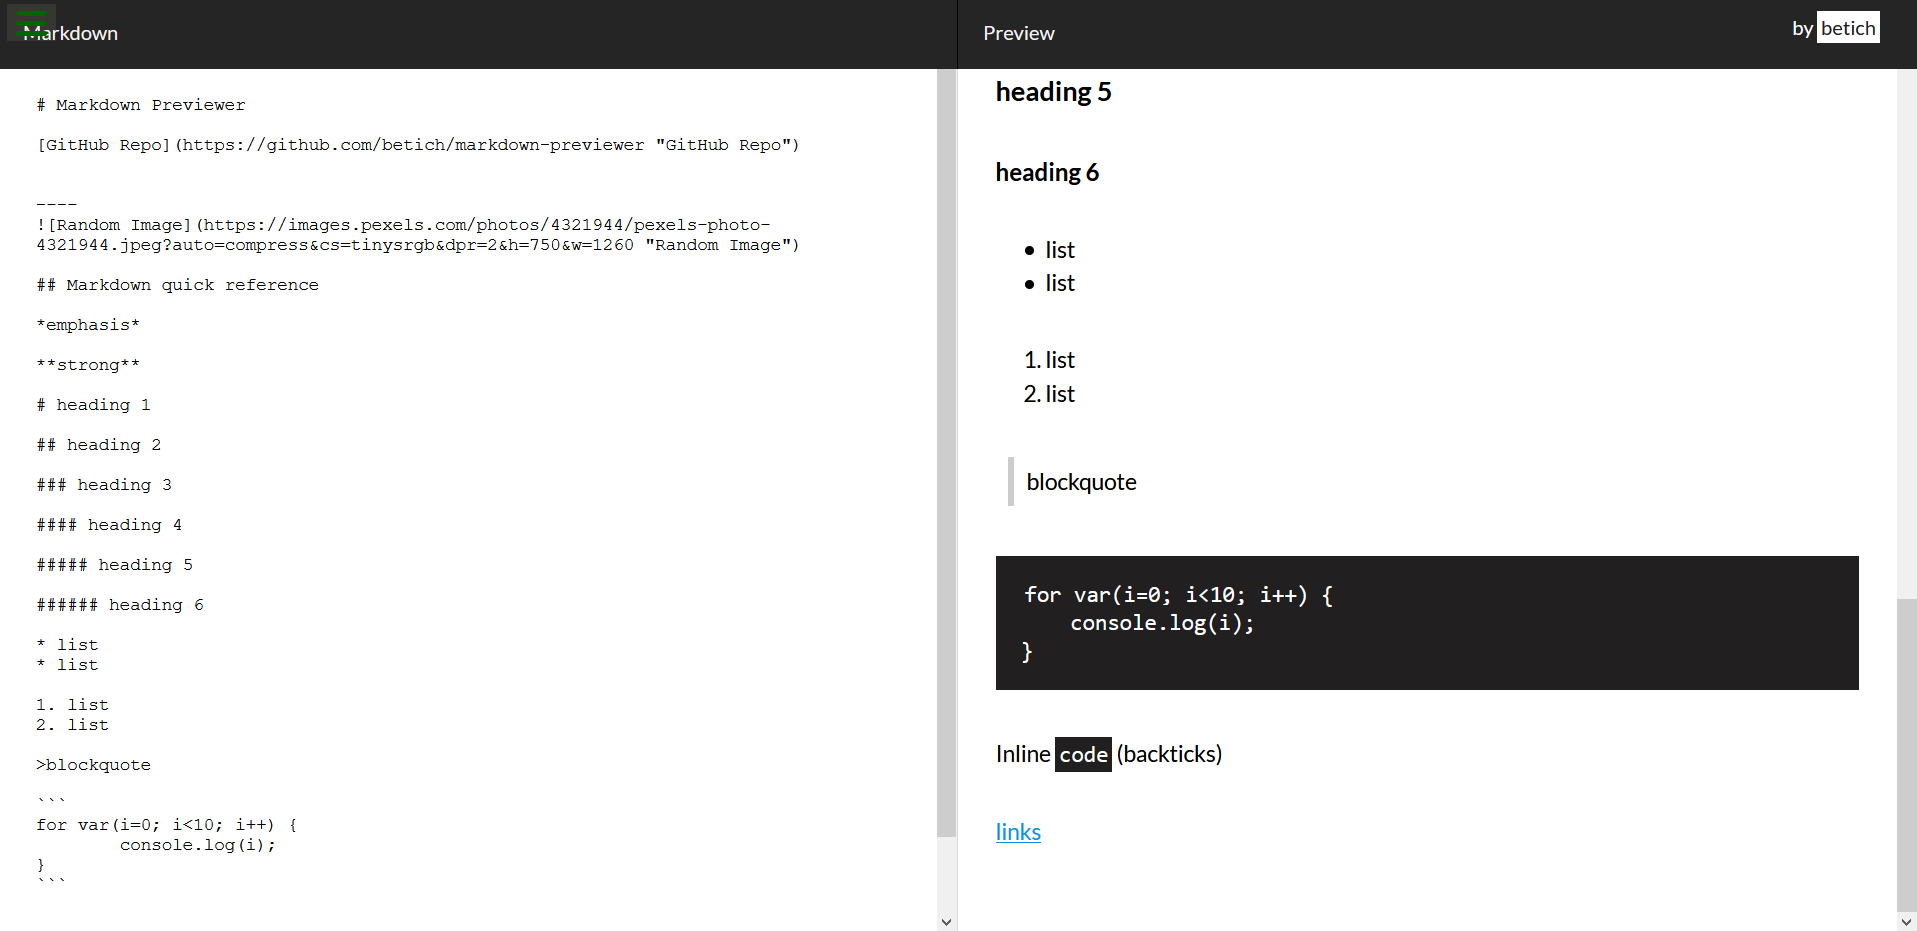 Markdown
# Markdown Previewer
[GitHub Repo](https://github.com/betich/markdown-previewer "GitHub Repo")
----
![Random Image](https://images.pexels.com/photos/4321944/pexels-photo-
4321944.jpeg?auto=compress&cs=tinysrgb&dpr=2&h=750&w=1260 "Random Image")
## Markdown quick reference
*emphasis*
**strong**
# heading 1
## heading 2
### heading 3
#### heading 4
##### heading 5
###### heading 6
* list
* list
1. list
2. list
>blockquote
```
for var(i=0; i<10; i++) {
        console.log(i);
}
```
Preview
by betich
heading 5
heading 6
• list
• list
1. list
2. list
blockquote
for var(i=0; i<10; i++) {
    console.log(i);
}
Inline code (backticks)
links